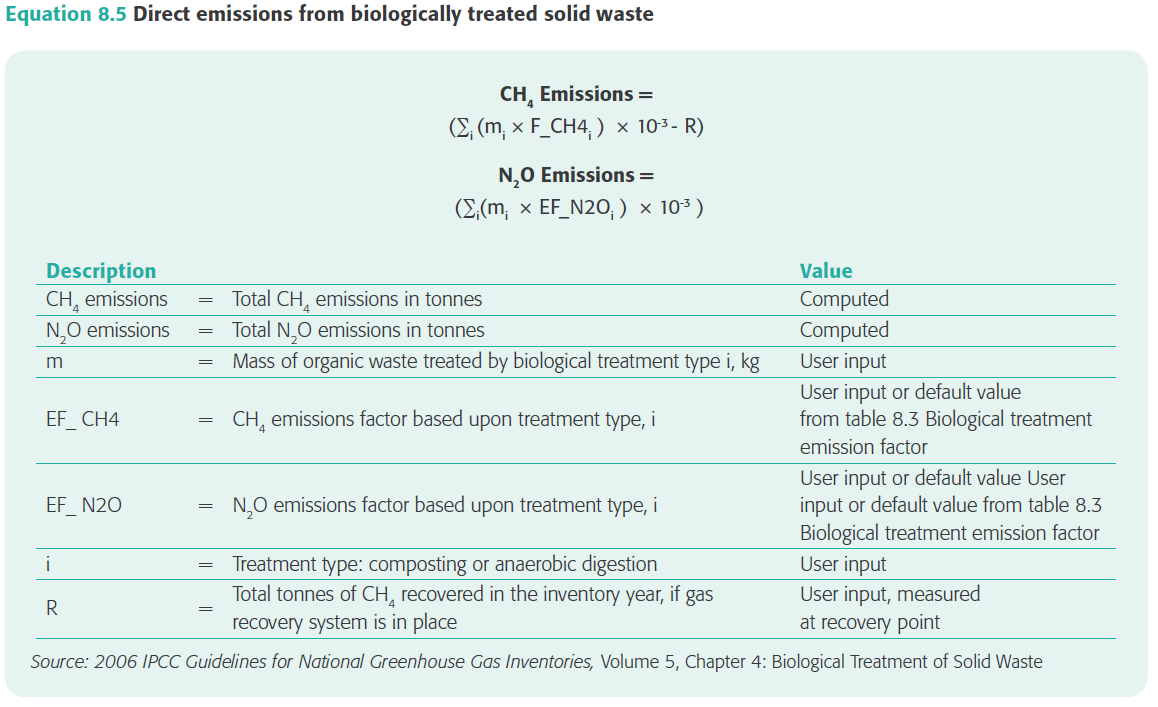 Equation 8.5 Direct emissions from biologically treated solid waste
CH₄ Emissions =
(∑ᵢ (mᵢ × F_CH4ᵢ ) × 10⁻³ - R)
N₂O Emissions =
(∑ᵢ(mᵢ × EF_N2Oᵢ ) × 10⁻³ )
Description Value
CH₄ emissions = Total CH₄ emissions in tonnes Computed
N₂O emissions = Total N₂O emissions in tonnes Computed
m = Mass of organic waste treated by biological treatment type i, kg User input
EF_ CH4 = CH₄ emissions factor based upon treatment type, i User input or default value
from table 8.3 Biological treatment
emission factor
EF_ N2O = N₂O emissions factor based upon treatment type, i User input or default value User
input or default value from table 8.3
Biological treatment emission factor
i = Treatment type: composting or anaerobic digestion User input
R = Total tonnes of CH₄ recovered in the inventory year, if gas
recovery system is in place User input, measured
at recovery point
Source: 2006 IPCC Guidelines for National Greenhouse Gas Inventories, Volume 5, Chapter 4: Biological Treatment of Solid Waste